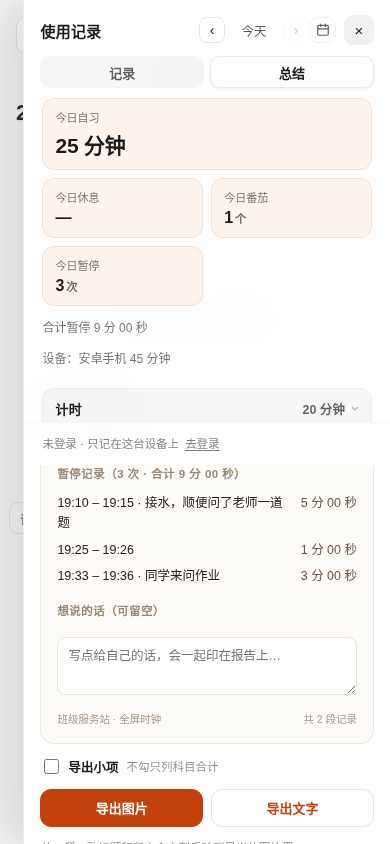 使用记录
‹ 今天 › ×
记录 总结
今日自习
25 分钟
今日休息 今日番茄
— 1个
今日暂停
3次
合计暂停 9 分 00 秒
设备：安卓手机 45 分钟
计时 20 分钟
未登录 · 只记在这台设备上 去登录
暂停记录（3 次 · 合计 9 分 00 秒）
19:10 – 19:15 · 接水，顺便问了老师一道 5 分 00 秒
题
19:25 – 19:26 1 分 00 秒
19:33 – 19:36 · 同学来问作业 3 分 00 秒
想说的话（可留空）
写点给自己的话，会一起印在报告上…
班级服务站 · 全屏时钟 共 2 段记录
导出小项 不勾只列科目合计
导出图片 导出文字